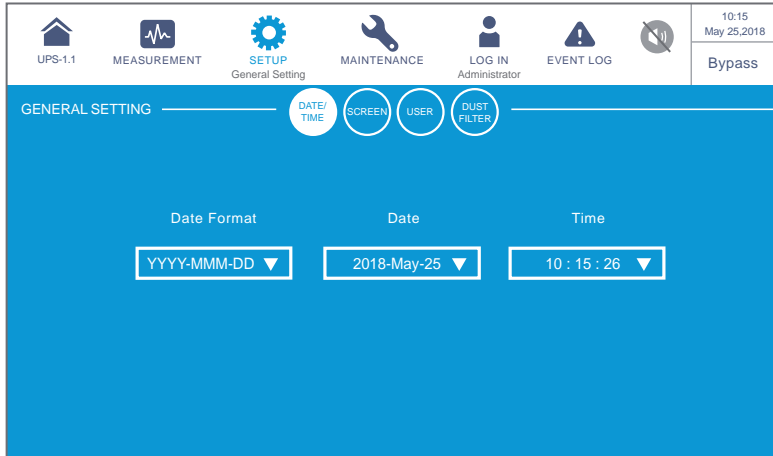 10:15
May 25,2018
UPS-1.1
MEASUREMENT
SETUP
General Setting
MAINTENANCE
LOG IN
Administrator
EVENT LOG
Bypass
GENERAL SETTING
DATE/
TIME
SCREEN
USER
DUST
FILTER
Date Format
Date
Time
YYYY-MMM-DD
2018-May-25
10 : 15 : 26